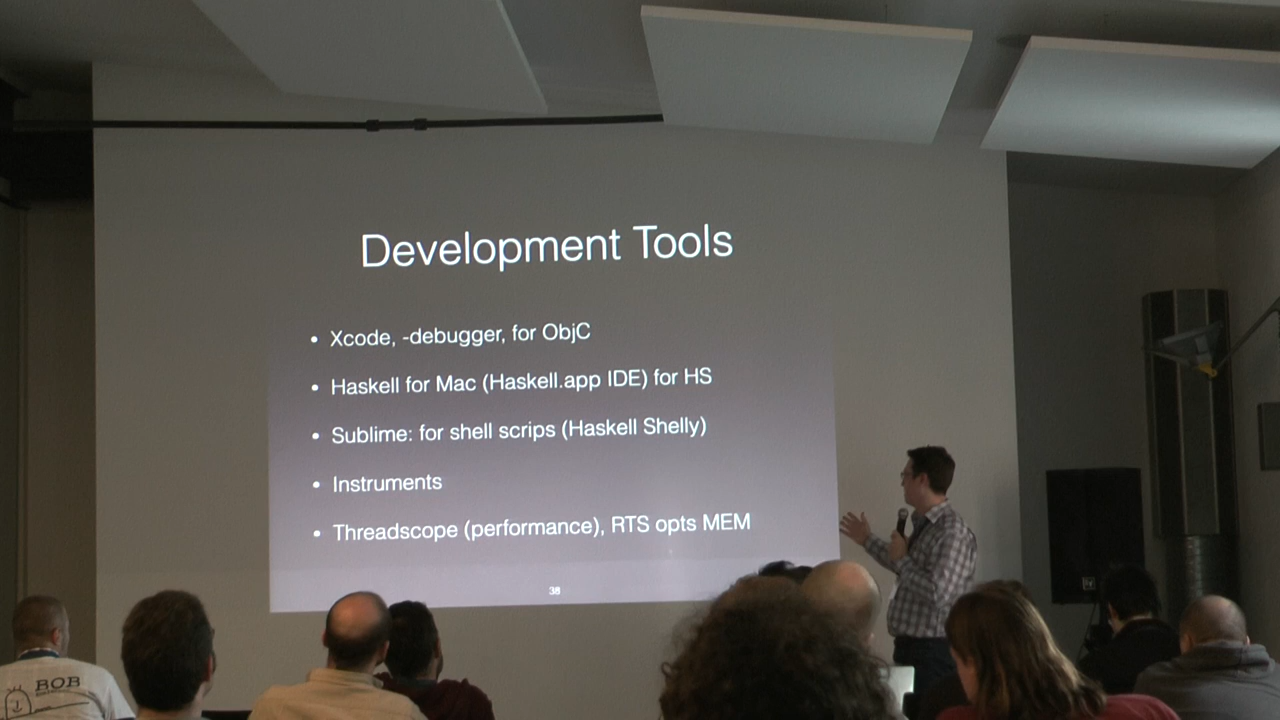 Development Tools
• Xcode, -debugger, for ObjC
• Haskell for Mac (Haskell.app IDE) for HS
• Sublime: for shell scrips (Haskell Shelly)
• Instruments
• Threadscope (performance), RTS opts MEM
38
BOB